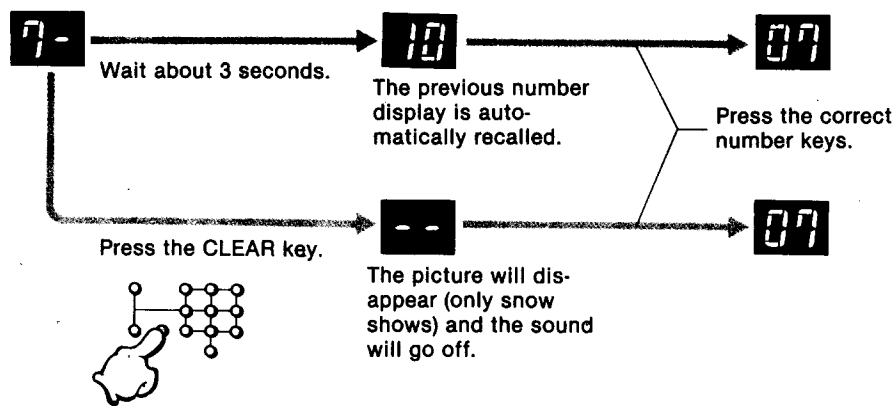 7- 10 07
Wait about 3 seconds.
The previous number
display is auto-
matically recalled.
Press the correct
number keys.
-- 07
Press the CLEAR key.
The picture will dis-
appear (only snow
shows) and the sound
will go off.